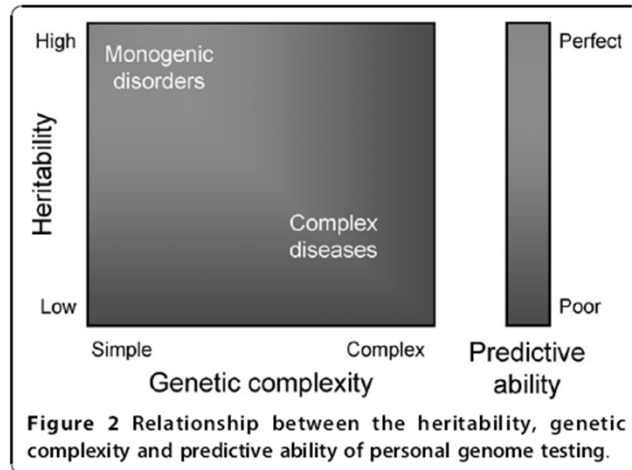 High
Monogenic
disorders
Heritability
Complex
diseases
Low
Simple
Complex
Genetic complexity
Perfect
Poor
Predictive
ability
Figure 2 Relationship between the heritability, genetic
complexity and predictive ability of personal genome testing.